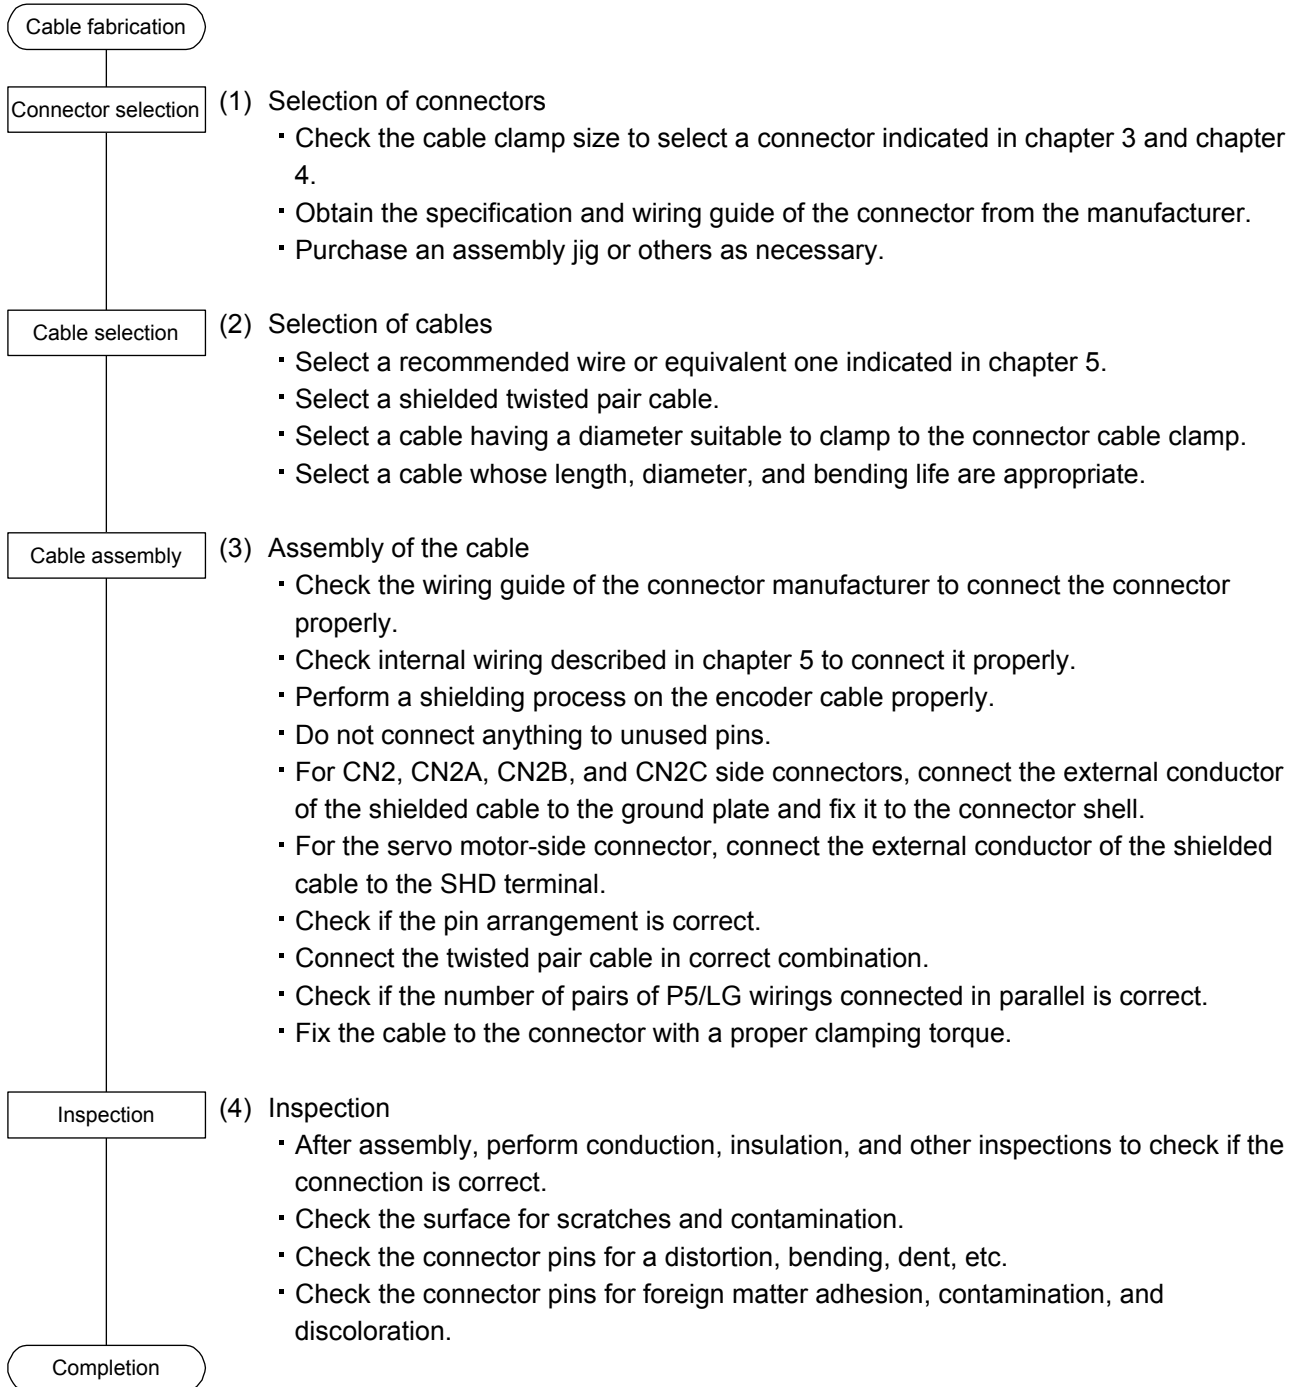 Cable fabrication
Connector selection
(1) Selection of connectors
▪ Check the cable clamp size to select a connector indicated in chapter 3 and chapter
4.
▪ Obtain the specification and wiring guide of the connector from the manufacturer.
▪ Purchase an assembly jig or others as necessary.
Cable selection
(2) Selection of cables
▪ Select a recommended wire or equivalent one indicated in chapter 5.
▪ Select a shielded twisted pair cable.
▪ Select a cable having a diameter suitable to clamp to the connector cable clamp.
▪ Select a cable whose length, diameter, and bending life are appropriate.
Cable assembly
(3) Assembly of the cable
▪ Check the wiring guide of the connector manufacturer to connect the connector
properly.
▪ Check internal wiring described in chapter 5 to connect it properly.
▪ Perform a shielding process on the encoder cable properly.
▪ Do not connect anything to unused pins.
▪ For CN2, CN2A, CN2B, and CN2C side connectors, connect the external conductor
of the shielded cable to the ground plate and fix it to the connector shell.
▪ For the servo motor-side connector, connect the external conductor of the shielded
cable to the SHD terminal.
▪ Check if the pin arrangement is correct.
▪ Connect the twisted pair cable in correct combination.
▪ Check if the number of pairs of P5/LG wirings connected in parallel is correct.
▪ Fix the cable to the connector with a proper clamping torque.
Inspection
(4) Inspection
▪ After assembly, perform conduction, insulation, and other inspections to check if the
connection is correct.
▪ Check the surface for scratches and contamination.
▪ Check the connector pins for a distortion, bending, dent, etc.
▪ Check the connector pins for foreign matter adhesion, contamination, and
discoloration.
Completion